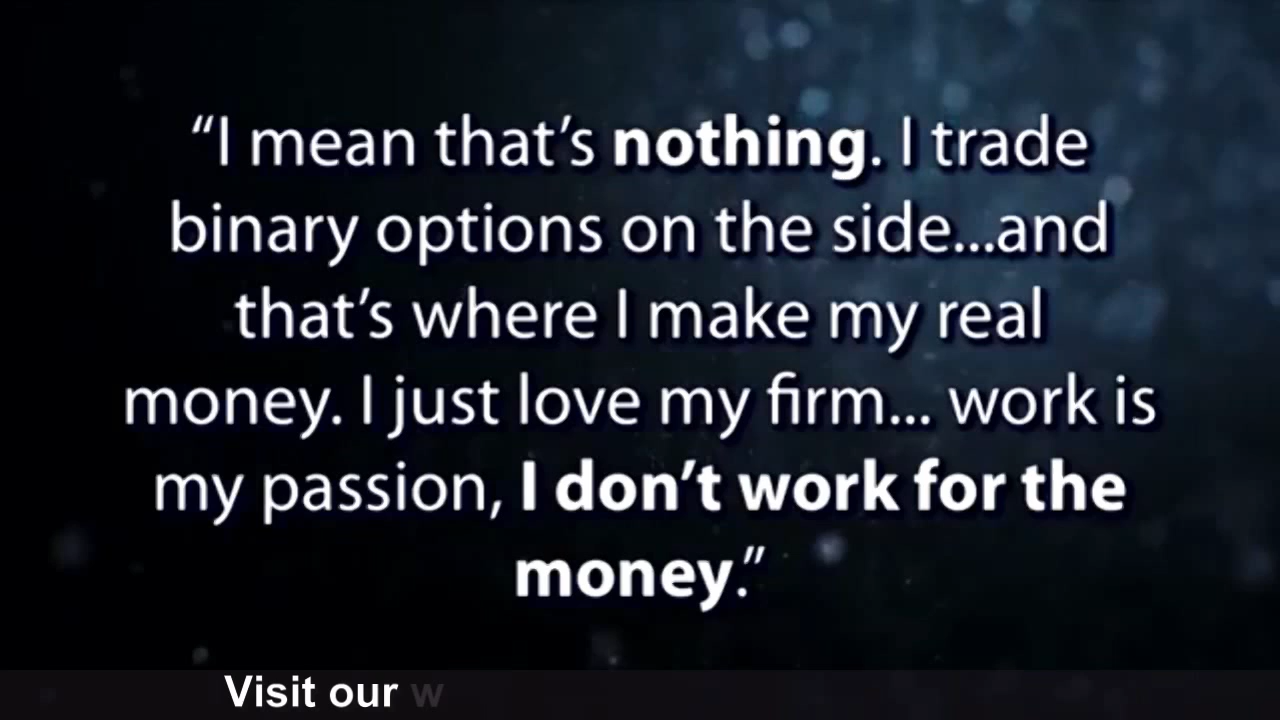 “I mean that’s nothing. I trade
binary options on the side...and
that’s where I make my real
money. I just love my firm... work is
my passion, I don’t work for the
money.”
Visit our w